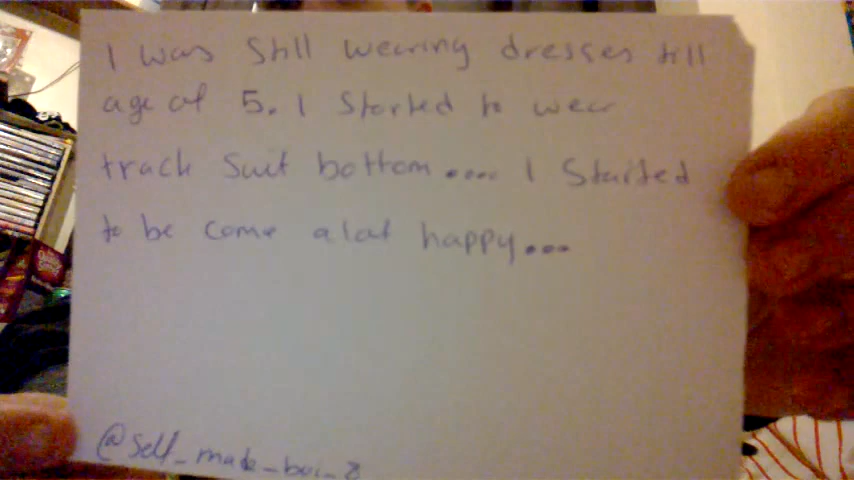 I was still wearing dresses till
age of 5. I started to wear
track suit bottom.... I started
to be come alot happy...
@self_made_boi_8